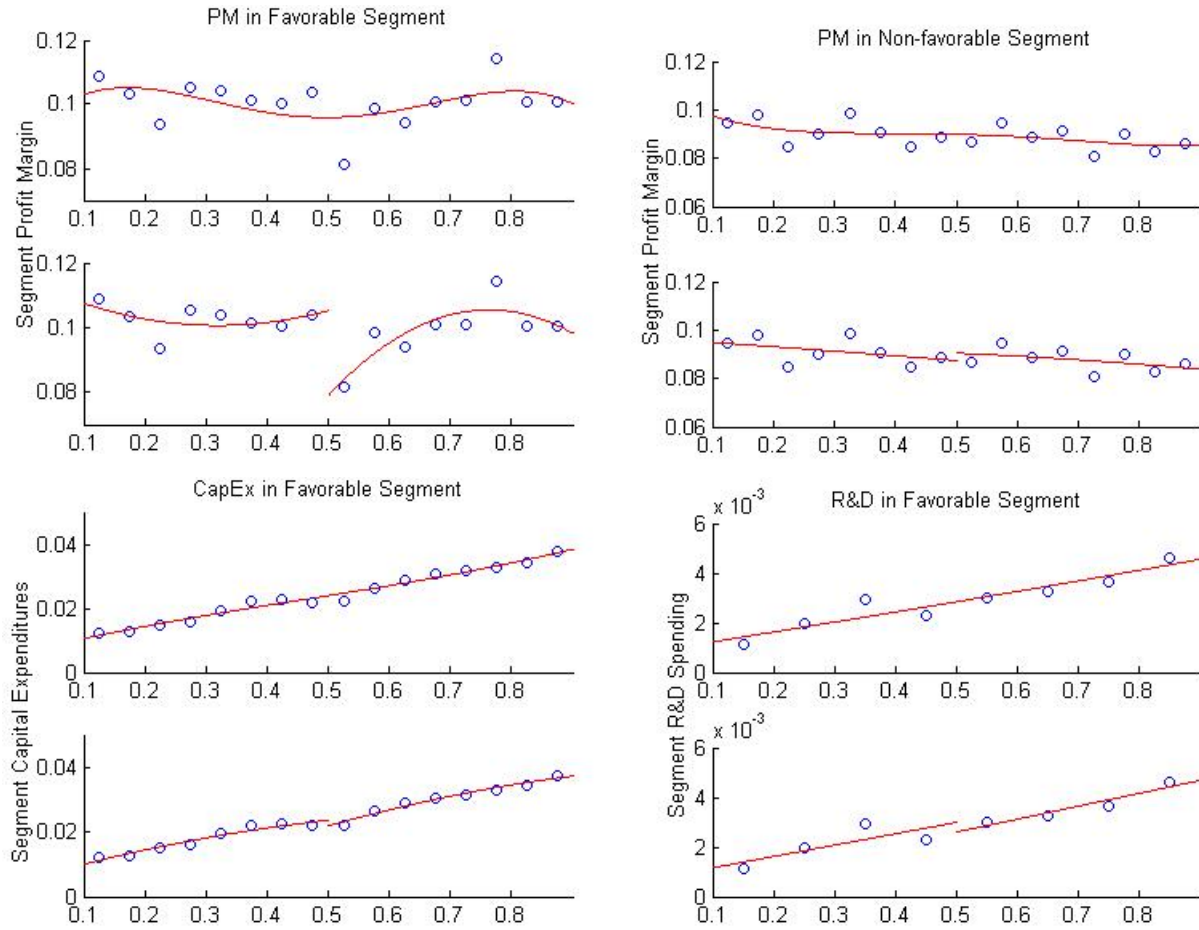 PM in Favorable Segment
Segment Profit Margin
0.12
0.1
0.08
0.1 0.2 0.3 0.4 0.5 0.6 0.7 0.8
0.12
0.1
0.08
0.1 0.2 0.3 0.4 0.5 0.6 0.7 0.8
PM in Non-favorable Segment
Segment Profit Margin
0.12
0.1
0.08
0.06
0.1 0.2 0.3 0.4 0.5 0.6 0.7 0.8
0.12
0.1
0.08
0.06
0.1 0.2 0.3 0.4 0.5 0.6 0.7 0.8
CapEx in Favorable Segment
Segment Capital Expenditures
0.04
0.02
0
0.1 0.2 0.3 0.4 0.5 0.6 0.7 0.8
0.04
0.02
0
0.1 0.2 0.3 0.4 0.5 0.6 0.7 0.8
R&D in Favorable Segment
Segment R&D Spending
x 10⁻³
6
4
2
0
0.1 0.2 0.3 0.4 0.5 0.6 0.7 0.8
x 10⁻³
6
4
2
0
0.1 0.2 0.3 0.4 0.5 0.6 0.7 0.8